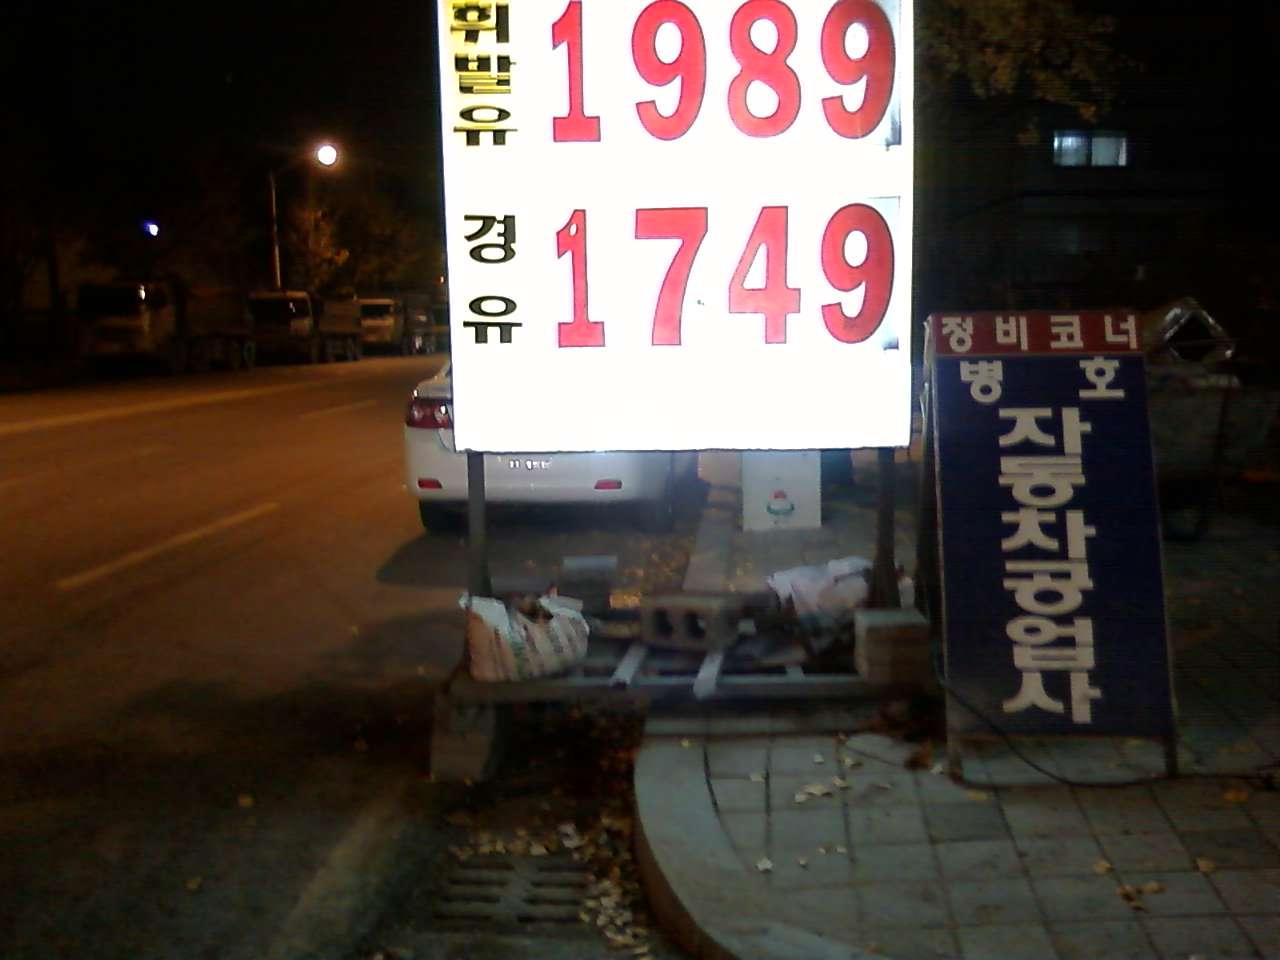 휘발유 1989
경유 1749
정비코너
병호
자동차공업사